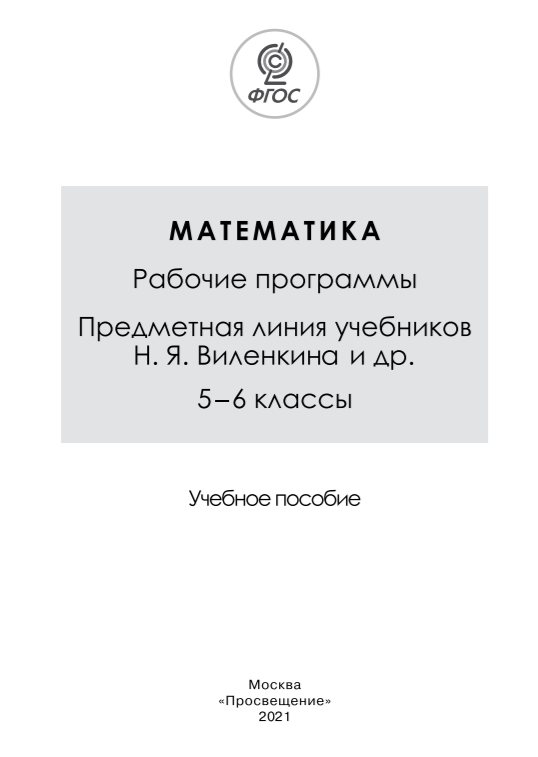 ФГОС
МАТЕМАТИКА
Рабочие программы
Предметная линия учебников
Н. Я. Виленкина и др.
5–6 классы
Учебное пособие
Москва
«Просвещение»
2021